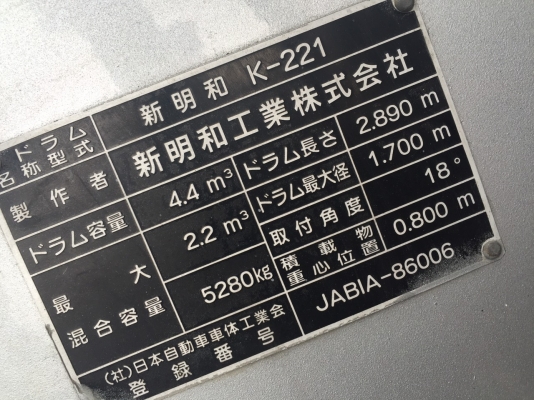 ドラム
名称型式
新明和 K-221
製作者
新明和工業株式会社
ドラム容量
4.4 m³
ドラム長さ
2.890 m
最大
混合容量
2.2 m³
5280kg
ドラム最大径
1.700 m
取付角度
18°
積載物
重心位置
0.800 m
(社)日本自動車車体工業会
登録番号
JABIA-86006